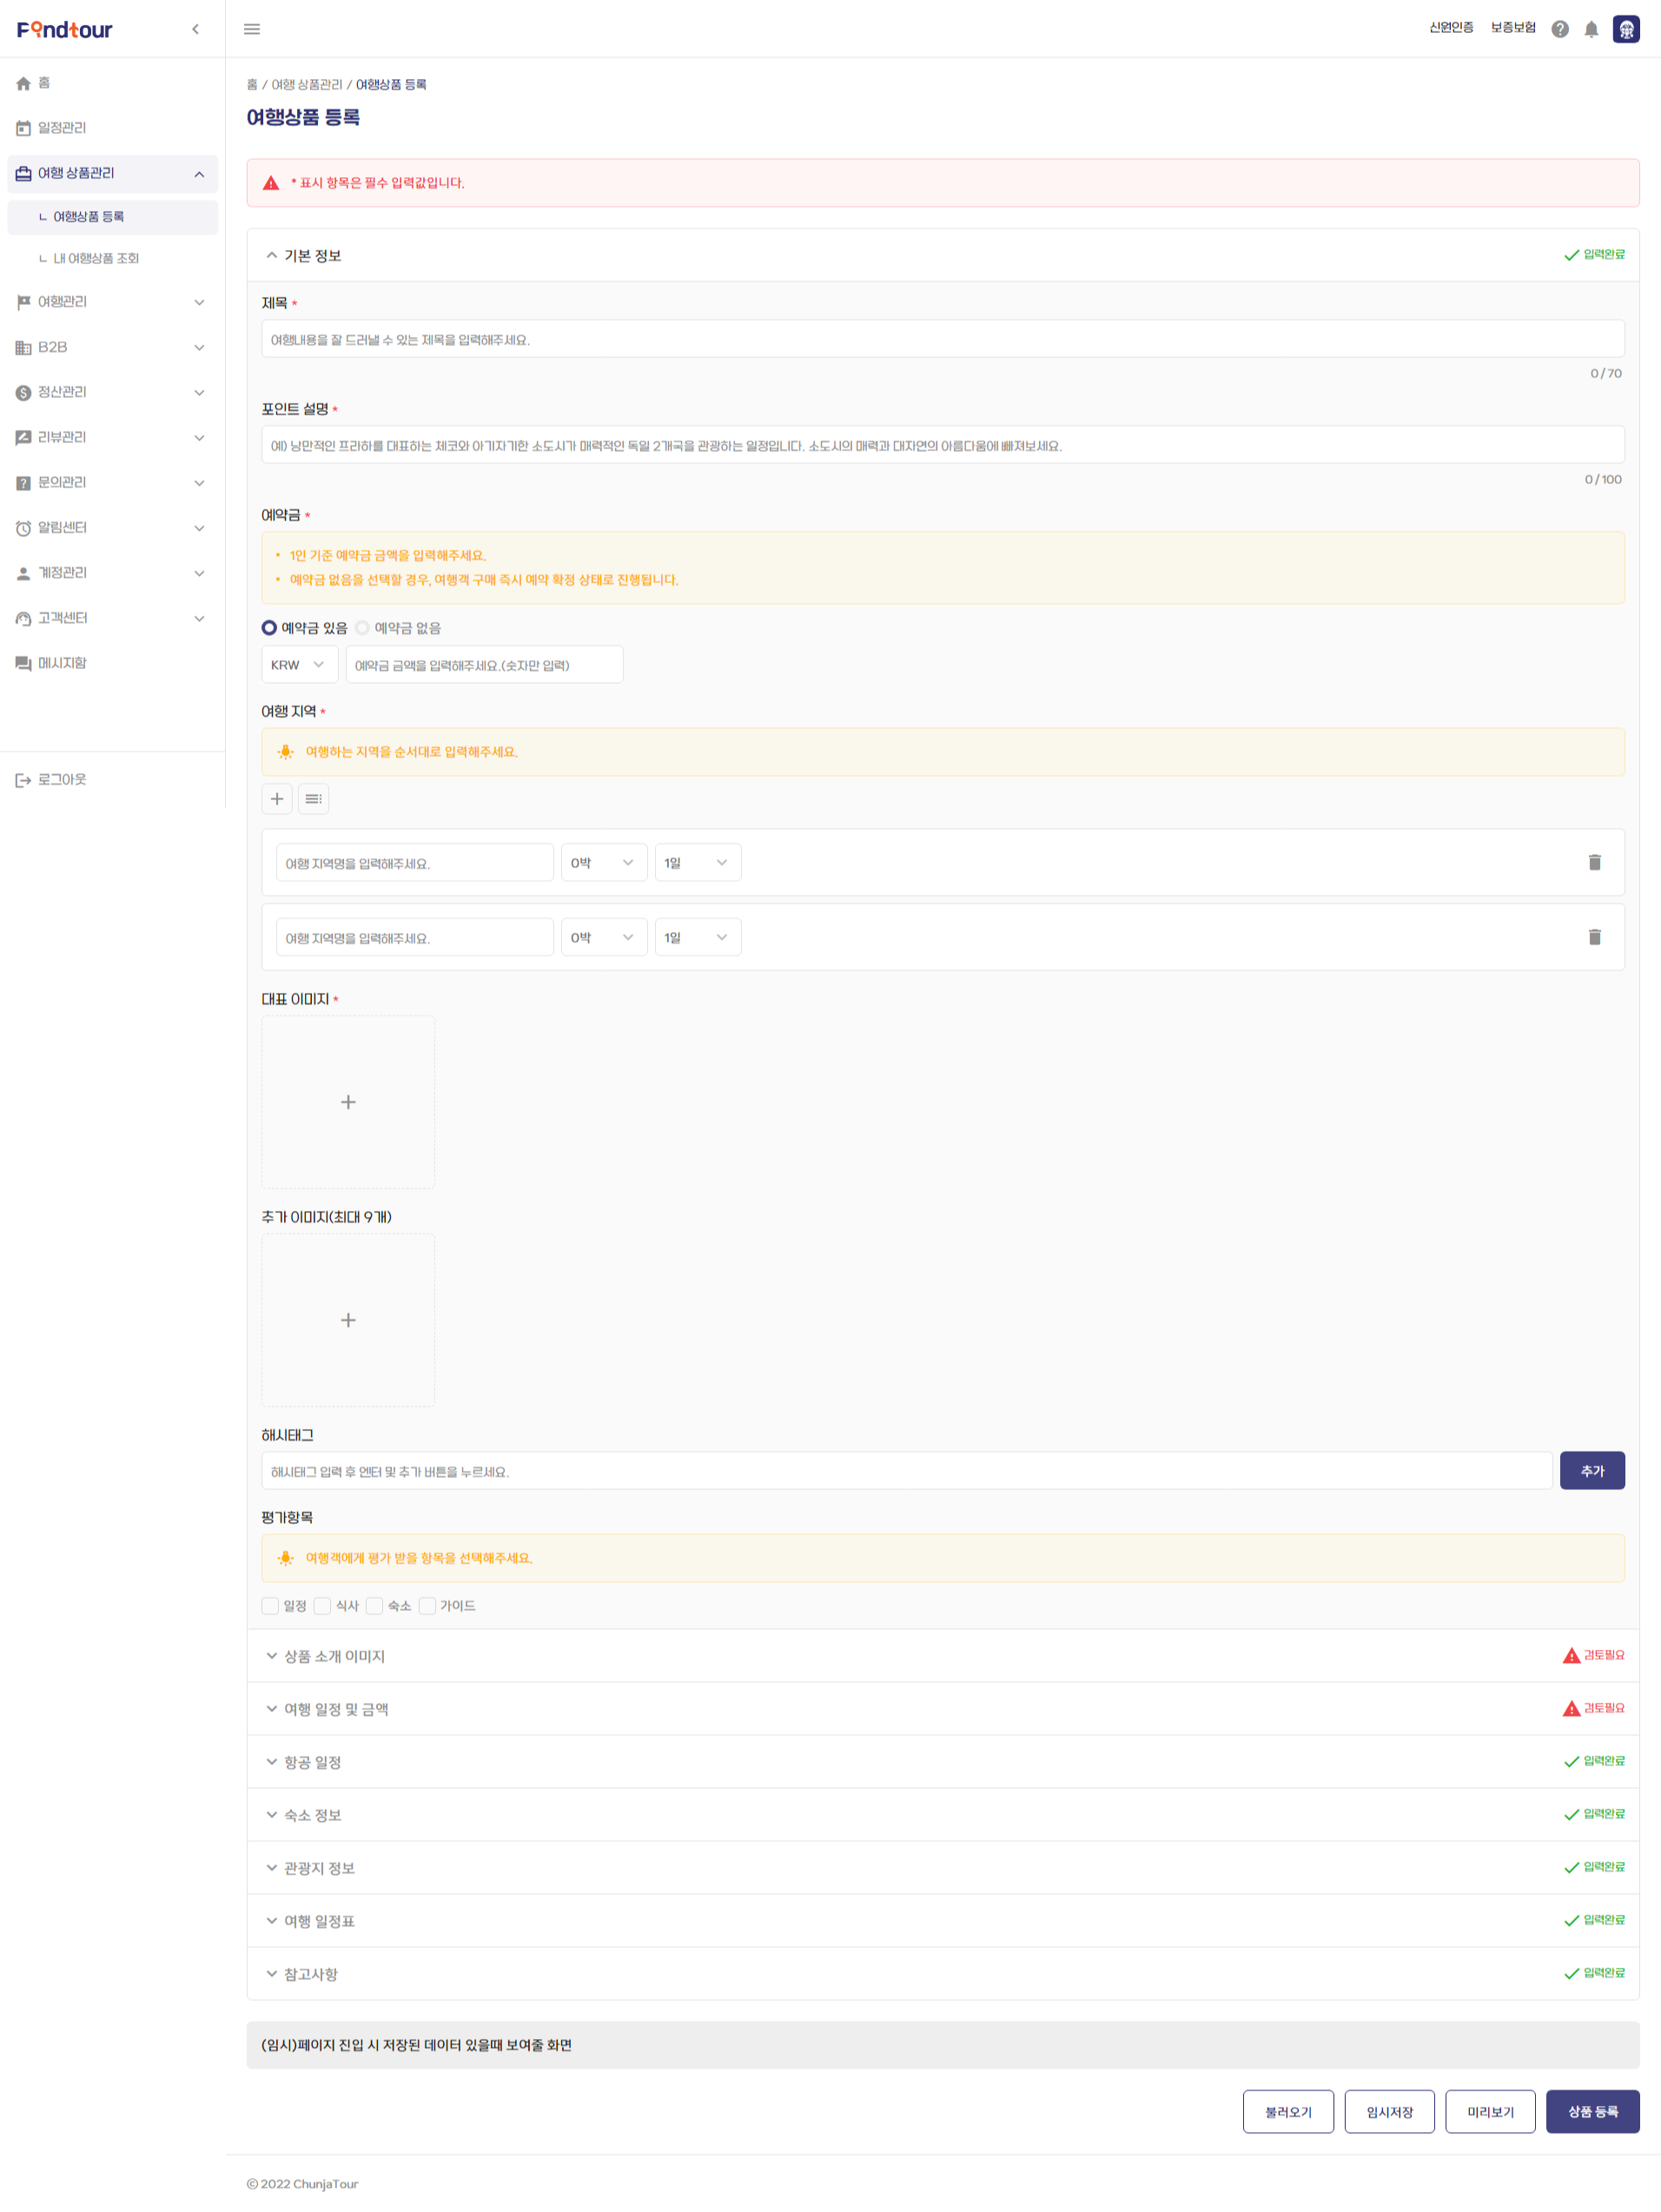 Findtour
신원인증 보증보험
홈
일정관리
여행 상품관리
ㄴ 여행상품 등록
ㄴ 내 여행상품 조회
여행관리
B2B
정산관리
리뷰관리
문의관리
알림센터
계정관리
고객센터
메시지함
로그아웃
홈 / 여행 상품관리 / 여행상품 등록
여행상품 등록
* 표시 항목은 필수 입력값입니다.
기본 정보 입력완료
제목 *
여행내용을 잘 드러낼 수 있는 제목을 입력해주세요.
0 / 70
포인트 설명 *
예) 낭만적인 프라하를 대표하는 체코와 아기자기한 소도시가 매력적인 독일 2개국을 관광하는 일정입니다. 소도시의 매력과 대자연의 아름다움에 빠져보세요.
0 / 100
예약금 *
• 1인 기준 예약금 금액을 입력해주세요.
• 예약금 없음을 선택할 경우, 여행객 구매 즉시 예약 확정 상태로 진행됩니다.
예약금 있음 예약금 없음
KRW 예약금 금액을 입력해주세요.(숫자만 입력)
여행 지역 *
여행하는 지역을 순서대로 입력해주세요.
여행 지역명을 입력해주세요. 0박 1일
여행 지역명을 입력해주세요. 0박 1일
대표 이미지 *
추가 이미지(최대 9개)
해시태그
해시태그 입력 후 엔터 및 추가 버튼을 누르세요. 추가
평가항목
여행객에게 평가 받을 항목을 선택해주세요.
일정 식사 숙소 가이드
상품 소개 이미지 검토필요
여행 일정 및 금액 검토필요
항공 일정 입력완료
숙소 정보 입력완료
관광지 정보 입력완료
여행 일정표 입력완료
참고사항 입력완료
(임시)페이지 진입 시 저장된 데이터 있을때 보여줄 화면
불러오기 임시저장 미리보기 상품 등록
© 2022 ChunjaTour